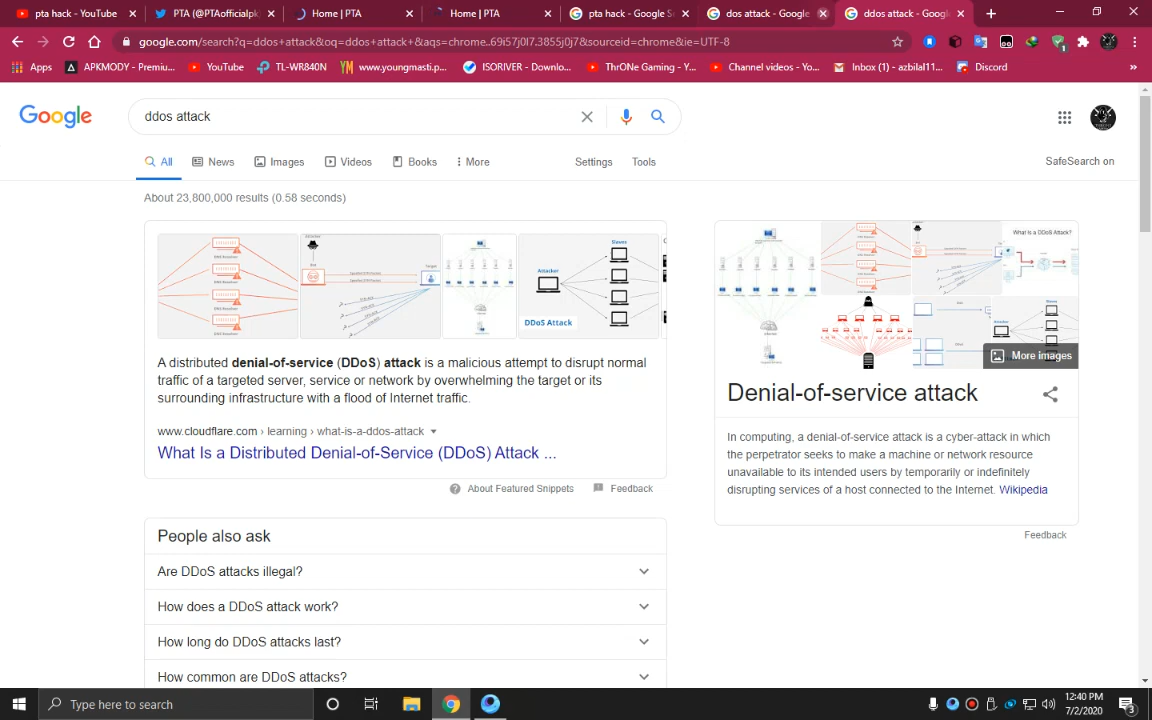 pta hack - YouTube
PTA (@PTAofficialpk
Home | PTA
Home | PTA
pta hack - Google S
dos attack - Google
ddos attack - Googl
google.com/search?q=ddos+attack&oq=ddos+attack+&aqs=chrome..69i57j0l7.3855j0j7&sourceid=chrome&ie=UTF-8
Apps
APKMODY - Premiu...
YouTube
TL-WR840N
www.youngmasti.p...
ISORIVER - Downlo...
ThrONe Gaming - Y...
Channel videos - Yo...
Inbox (1) - azbilal11...
Discord
»
Google
ddos attack
All
News
Images
Videos
Books
More
Settings
Tools
SafeSearch on
About 23,800,000 results (0.58 seconds)
Attacker
Slaves
DDoS Attack
Target
Bot
What is a DDoS Attack?
Attacker
Slaves
More images
A distributed denial-of-service (DDoS) attack is a malicious attempt to disrupt normal
traffic of a targeted server, service or network by overwhelming the target or its
surrounding infrastructure with a flood of Internet traffic.
www.cloudflare.com › learning › what-is-a-ddos-attack
What Is a Distributed Denial-of-Service (DDoS) Attack ...
About Featured Snippets
Feedback
Denial-of-service attack
In computing, a denial-of-service attack is a cyber-attack in which
the perpetrator seeks to make a machine or network resource
unavailable to its intended users by temporarily or indefinitely
disrupting services of a host connected to the Internet. Wikipedia
Feedback
People also ask
Are DDoS attacks illegal?
How does a DDoS attack work?
How long do DDoS attacks last?
How common are DDoS attacks?
Type here to search
12:40 PM
7/2/2020
3